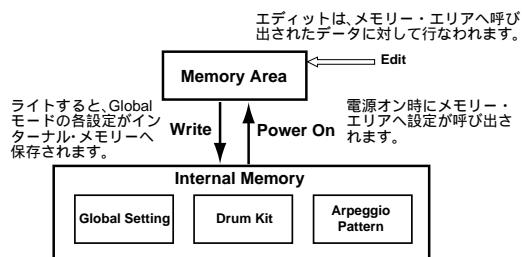 エディットは、メモリー・エリアへ呼び
出されたデータに対して行なわれます。
Edit
Memory Area
ライトすると、Global
モードの各設定がイン
ターナル・メモリーへ
保存されます。
Write
Power On
電源オン時にメモリー・
エリアへ設定が呼び出さ
れます。
Internal Memory
Global Setting
Drum Kit
Arpeggio
Pattern